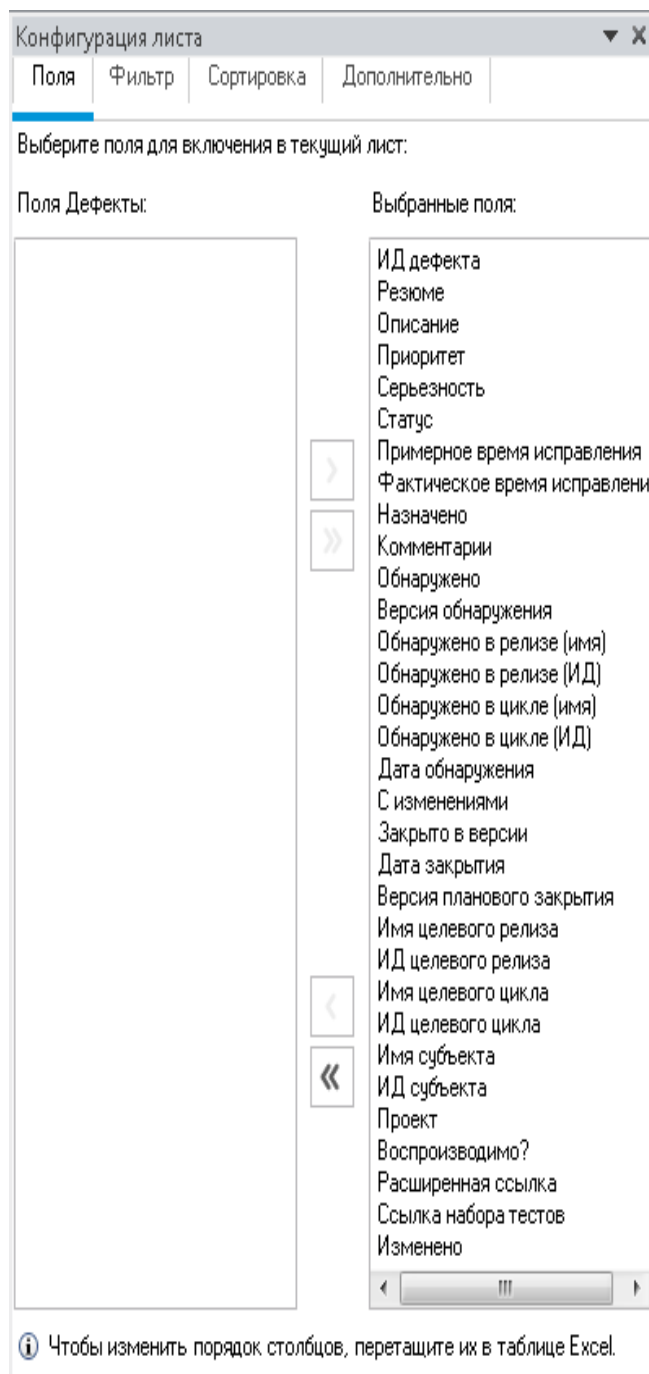 Конфигурация листа
Поля Фильтр Сортировка Дополнительно
Выберите поля для включения в текущий лист:
Поля Дефекты: Выбранные поля:
ИД дефекта
Резюме
Описание
Приоритет
Серьезность
Статус
Примерное время исправления
Фактическое время исправлени
Назначено
Комментарии
Обнаружено
Версия обнаружения
Обнаружено в релизе (имя)
Обнаружено в релизе (ИД)
Обнаружено в цикле (имя)
Обнаружено в цикле (ИД)
Дата обнаружения
С изменениями
Закрыто в версии
Дата закрытия
Версия планового закрытия
Имя целевого релиза
ИД целевого релиза
Имя целевого цикла
ИД целевого цикла
Имя субъекта
ИД субъекта
Проект
Воспроизводимо?
Расширенная ссылка
Ссылка набора тестов
Изменено
Чтобы изменить порядок столбцов, перетащите их в таблице Excel.